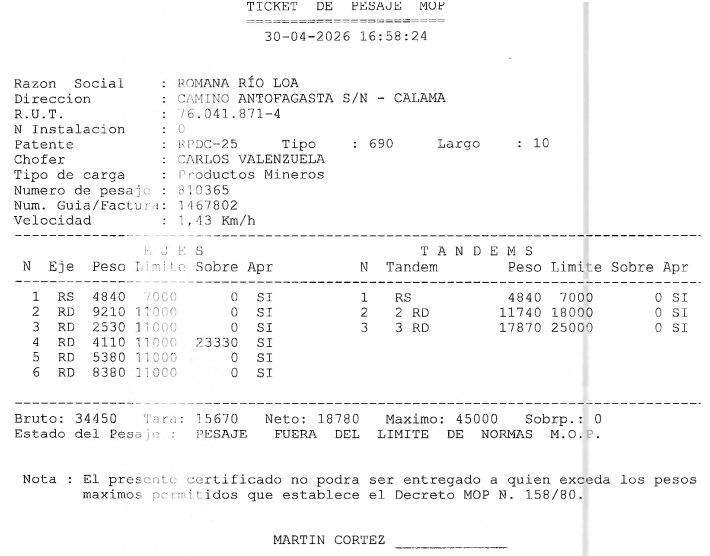 TICKET DE PESAJE MOP
========================
30-04-2026 16:58:24
Razon Social : ROMANA RÍO LOA
Direccion : CAMINO ANTOFAGASTA S/N - CALAMA
R.U.T. : 76.041.871-4
N Instalacion : 0
Patente : RPDC-25 Tipo : 690 Largo : 10
Chofer : CARLOS VALENZUELA
Tipo de carga : Productos Mineros
Numero de pesaje : 810365
Num. Guia/Factura: 1467802
Velocidad : 1,43 Km/h
E J E S T A N D E M S
N Eje Peso Limite Sobre Apr N Tandem Peso Limite Sobre Apr
1 RS 4840 7000 0 SI 1 RS 4840 7000 0 SI
2 RD 9210 11000 0 SI 2 2 RD 11740 18000 0 SI
3 RD 2530 11000 0 SI 3 3 RD 17870 25000 0 SI
4 RD 4110 11000 23330 SI
5 RD 5380 11000 0 SI
6 RD 8380 11000 0 SI
Bruto: 34450 Tara: 15670 Neto: 18780 Maximo: 45000 Sobrp.: 0
Estado del Pesaje : PESAJE FUERA DEL LIMITE DE NORMAS M.O.P.
Nota : El presente certificado no podra ser entregado a quien exceda los pesos
maximos permitidos que establece el Decreto MOP N. 158/80.
MARTIN CORTEZ ___________